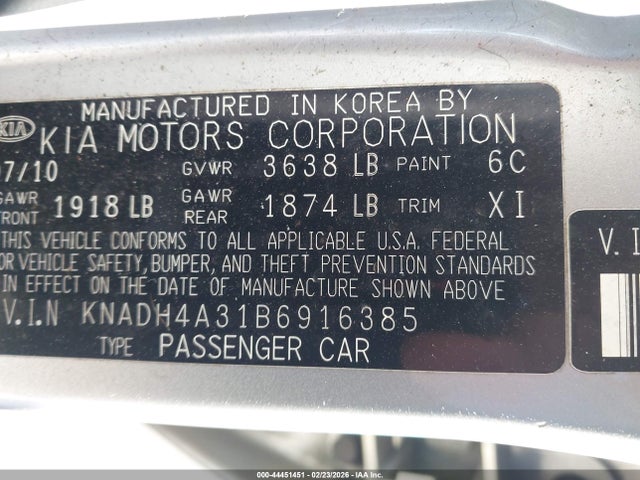 MANUFACTURED IN KOREA BY
KIA KIA MOTORS CORPORATION
07/10 GVWR 3638 LB PAINT 6C
GAWR FRONT 1918 LB GAWR REAR 1874 LB TRIM XI
THIS VEHICLE CONFORMS TO ALL APPLICABLE U.S.A. FEDERAL
VEHICLE SAFETY, BUMPER, AND THEFT PREVENTION STANDARDS
IN EFFECT ON THE DATE OF MANUFACTURE SHOWN ABOVE
V.I.N KNADH4A31B6916385
TYPE PASSENGER CAR
V.I
000-44451451 - 02/23/2026 - IAA Inc.